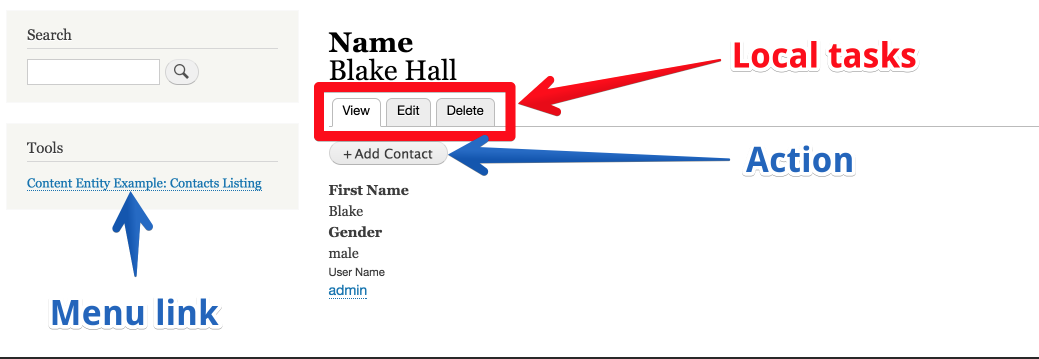 Search
Tools
Content Entity Example: Contacts Listing
Menu link
Name
Blake Hall
View Edit Delete
Local tasks
+ Add Contact
Action
First Name
Blake
Gender
male
User Name
admin